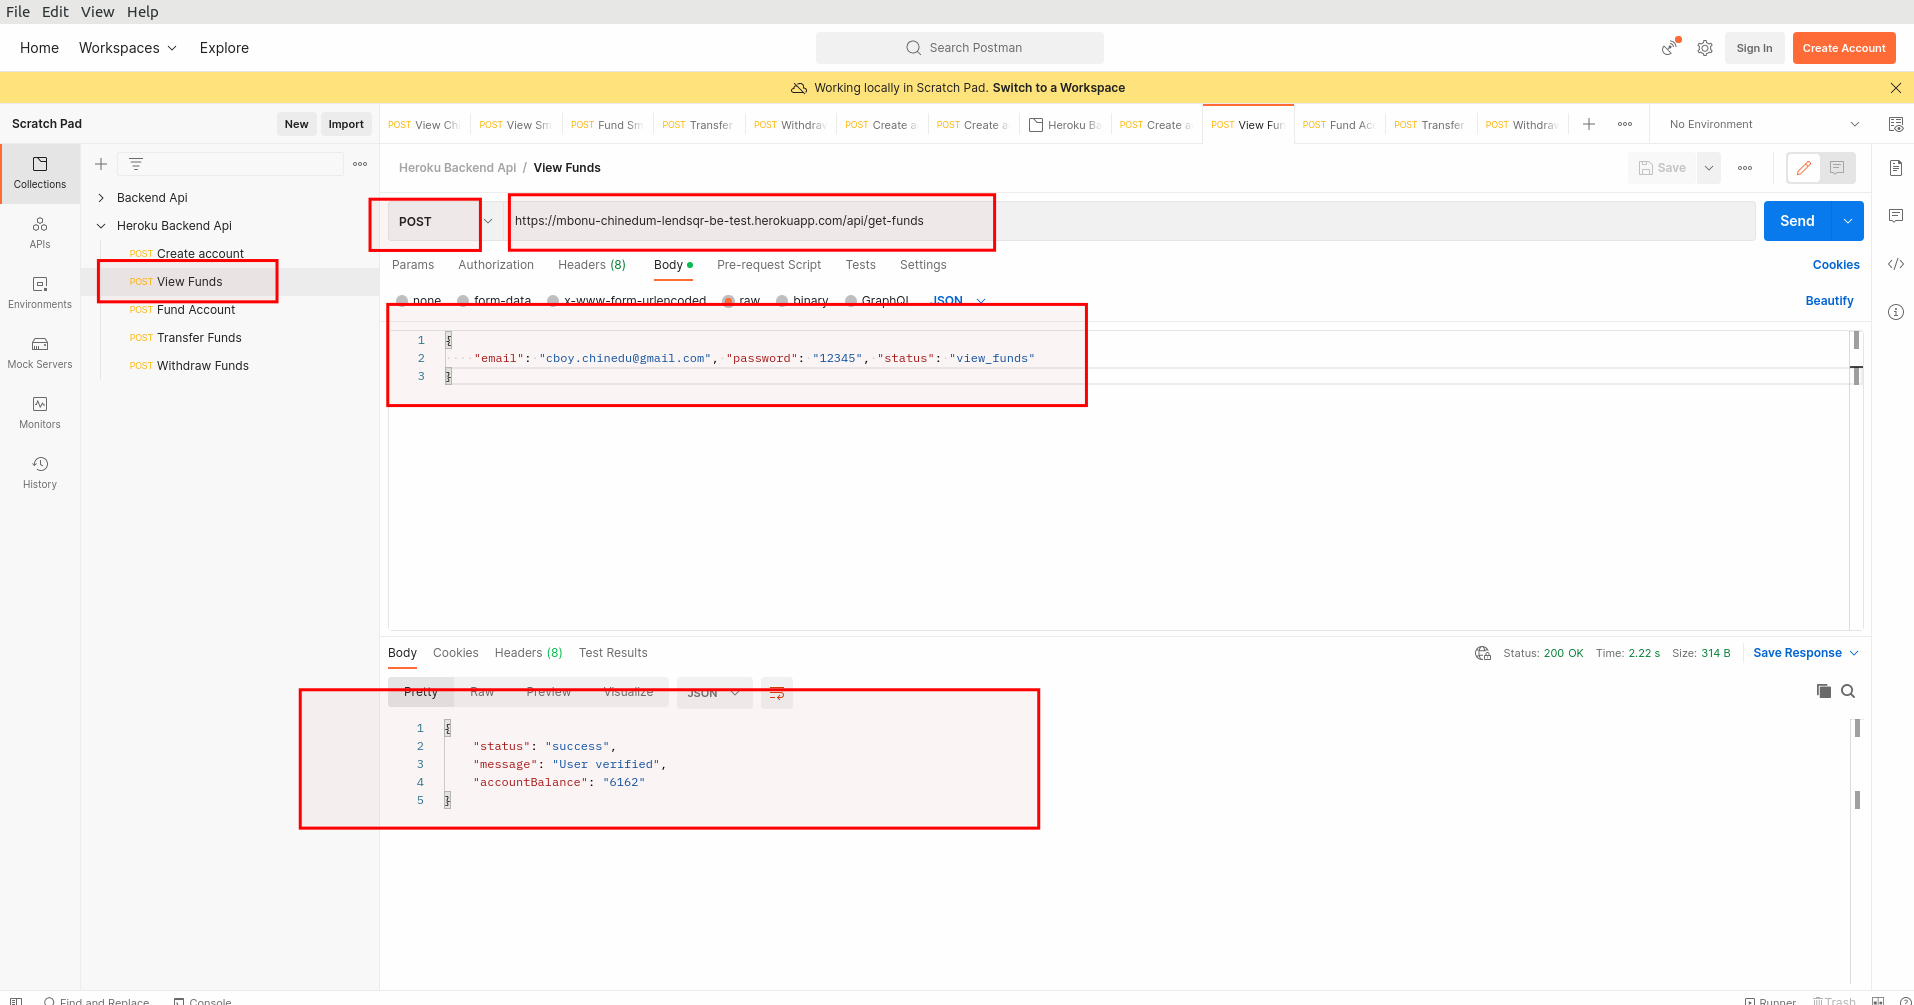 File Edit View Help
Home Workspaces Explore Search Postman Sign In Create Account
Working locally in Scratch Pad. Switch to a Workspace
Scratch Pad New Import POST View Ch POST View Sm POST Fund Sm POST Transfer POST Withdraw POST Create a POST Create a Heroku Ba POST Create a POST View Fun POST Fund Acc POST Transfer POST Withdraw No Environment
Collections
APIs
Environments
Mock Servers
Monitors
History
Backend Api
Heroku Backend Api
POST Create account
POST View Funds
POST Fund Account
POST Transfer Funds
POST Withdraw Funds
Heroku Backend Api / View Funds Save
POST https://mbonu-chinedum-lendsqr-be-test.herokuapp.com/api/get-funds Send
Params Authorization Headers (8) Body Pre-request Script Tests Settings Cookies
none form-data x-www-form-urlencoded raw binary GraphQL JSON Beautify
1 {
2 "email": "cboy.chinedu@gmail.com", "password": "12345", "status": "view_funds"
3 }
Body Cookies Headers (8) Test Results Status: 200 OK Time: 2.22 s Size: 314 B Save Response
Pretty Raw Preview Visualize JSON
1 {
2 "status": "success",
3 "message": "User verified",
4 "accountBalance": "6162"
5 }
Find and Replace Console Runner Trash